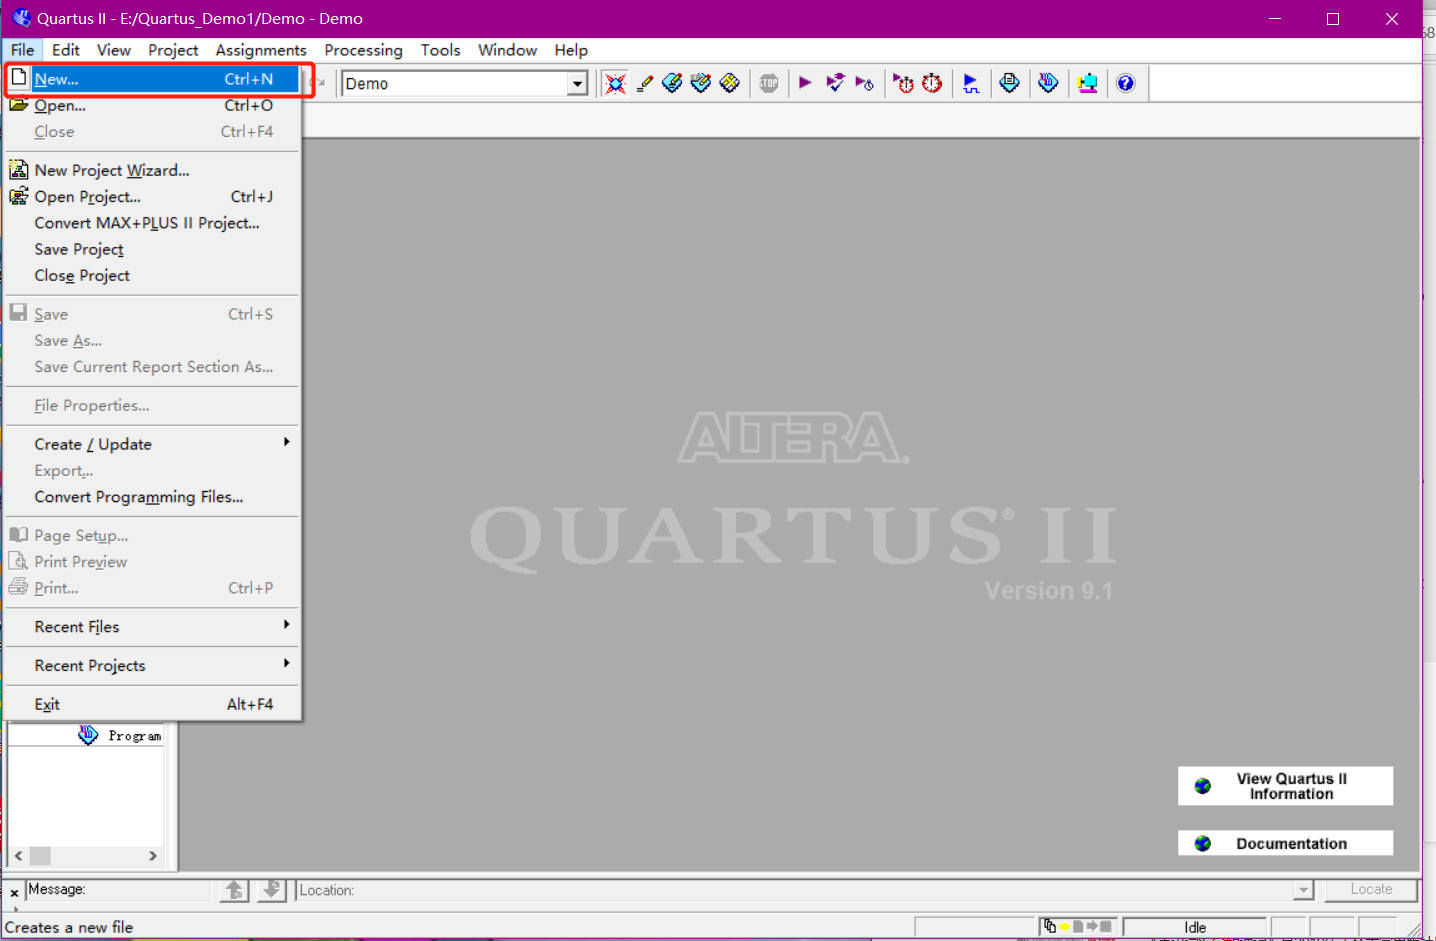 Quartus II - E:/Quartus_Demo1/Demo - Demo
File Edit View Project Assignments Processing Tools Window Help
New... Ctrl+N
Demo
STOP
Open... Ctrl+O
Close Ctrl+F4
New Project Wizard...
Open Project... Ctrl+J
Convert MAX+PLUS II Project...
Save Project
Close Project
Save Ctrl+S
Save As...
Save Current Report Section As...
File Properties...
Create / Update
Export...
Convert Programming Files...
Page Setup...
Print Preview
Print... Ctrl+P
Recent Files
Recent Projects
Exit Alt+F4
Program
ALTERA®
QUARTUS® II
Version 9.1
View Quartus II
Information
Documentation
Message:
Location:
Locate
Creates a new file
Idle